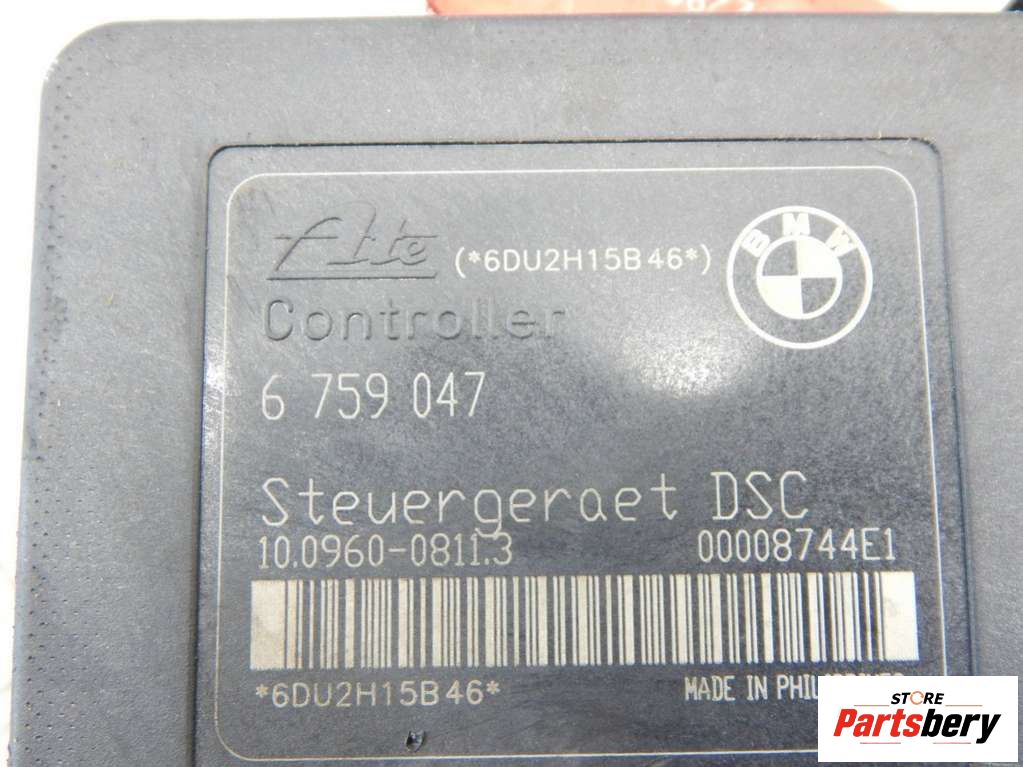 Ate (*6DU2H15B46*)
BMW
Controller
6 759 047
Steuergeraet DSC
10.0960-0811.3 00008744E1
*6DU2H15B46* MADE IN
STORE
Partsbery